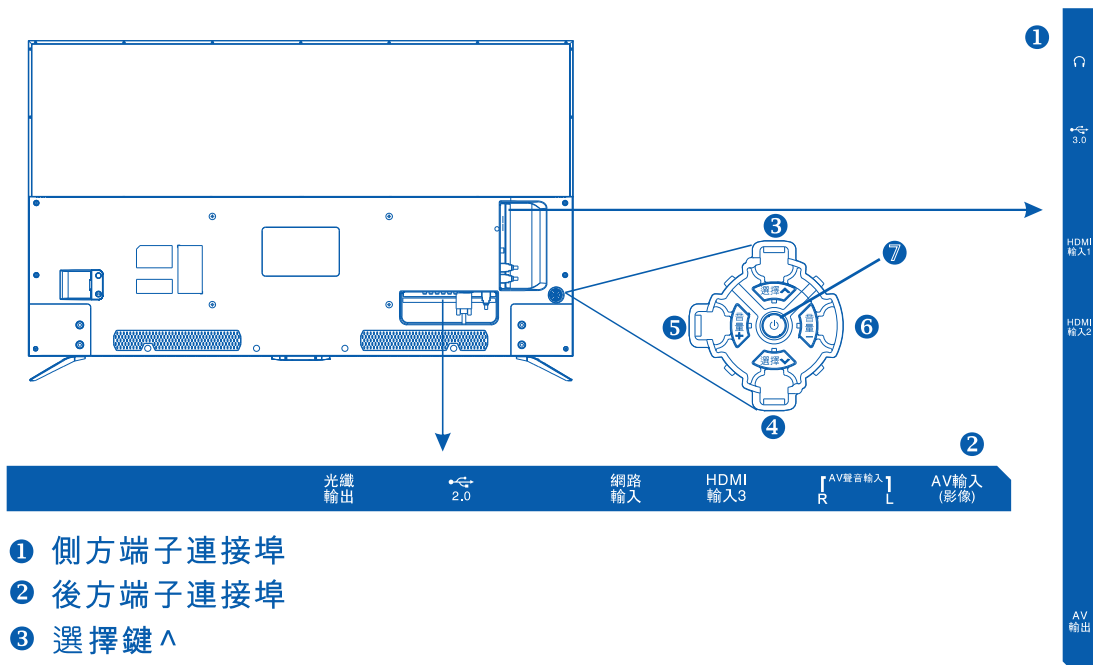 ❶
3.0
HDMI
輸入1
HDMI
輸入2
AV
輸出
❸
❼
選擇
❺
音量+
音量−
❻
選擇
❹
❷
光纖
輸出
2.0
網路
輸入
HDMI
輸入3
AV聲音輸入
R L
AV輸入
(影像)
❶ 側方端子連接埠
❷ 後方端子連接埠
❸ 選擇鍵∧